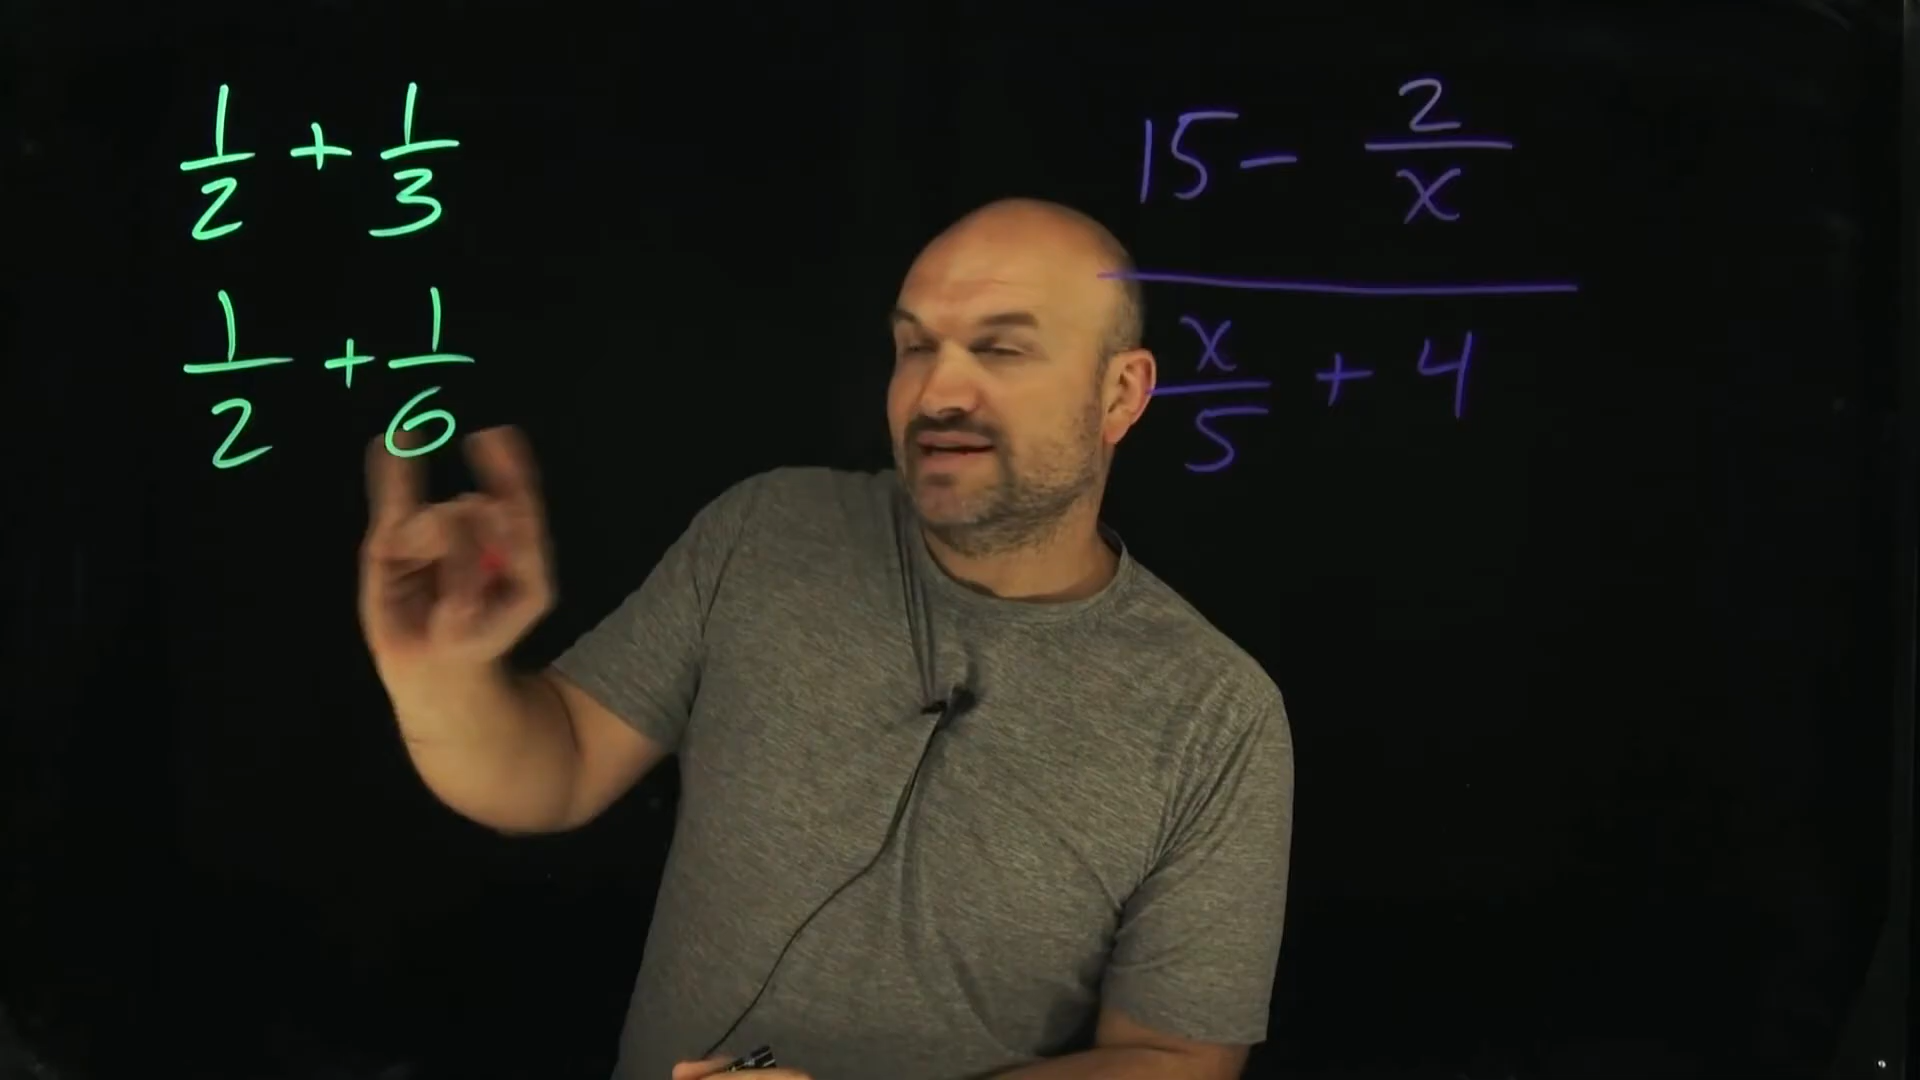 1/2 + 1/3
1/2 + 1/6
15 - 2/x
x/5 + 4